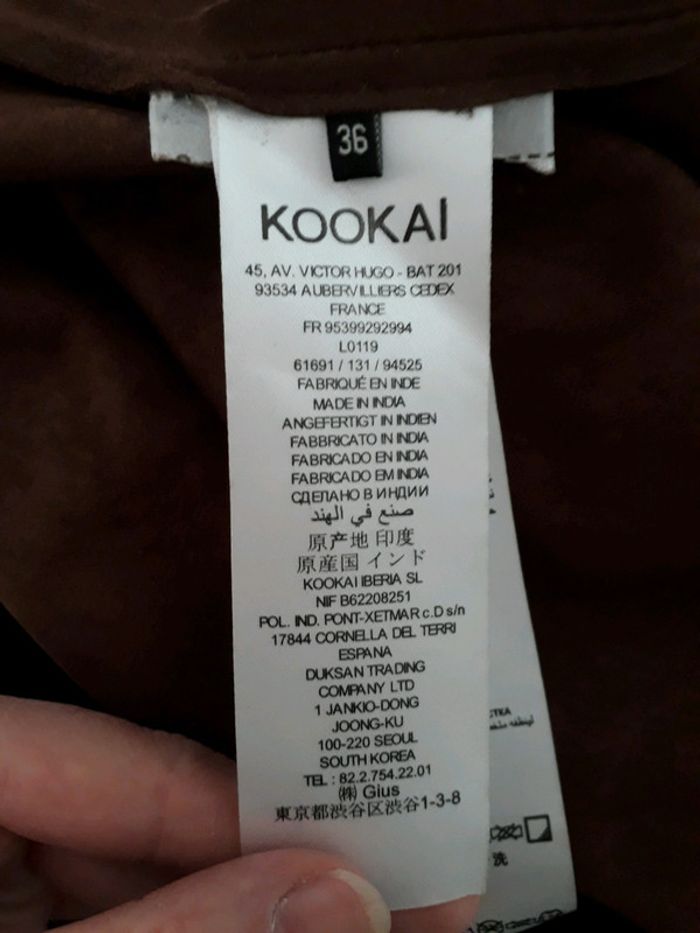 36
KOOKAI
45, AV. VICTOR HUGO - BAT 201
93534 AUBERVILLIERS CEDEX
FRANCE
FR 95399292994
L0119
61691 / 131 / 94525
FABRIQUÉ EN INDE
MADE IN INDIA
ANGEFERTIGT IN INDIEN
FABBRICATO IN INDIA
FABRICADO EN INDIA
FABRICADO EM INDIA
СДЕЛАНО В ИНДИИ
صنع في الهند
原产地 印度
原産国 インド
KOOKAI IBERIA SL
NIF B62208251
POL. IND. PONT-XETMAR c.D s/n
17844 CORNELLA DEL TERRI
ESPANA
DUKSAN TRADING
COMPANY LTD
1 JANKIO-DONG
JOONG-KU
100-220 SEOUL
SOUTH KOREA
TEL : 82.2.754.22.01
㈱ Gius
東京都渋谷区渋谷1-3-8
洗